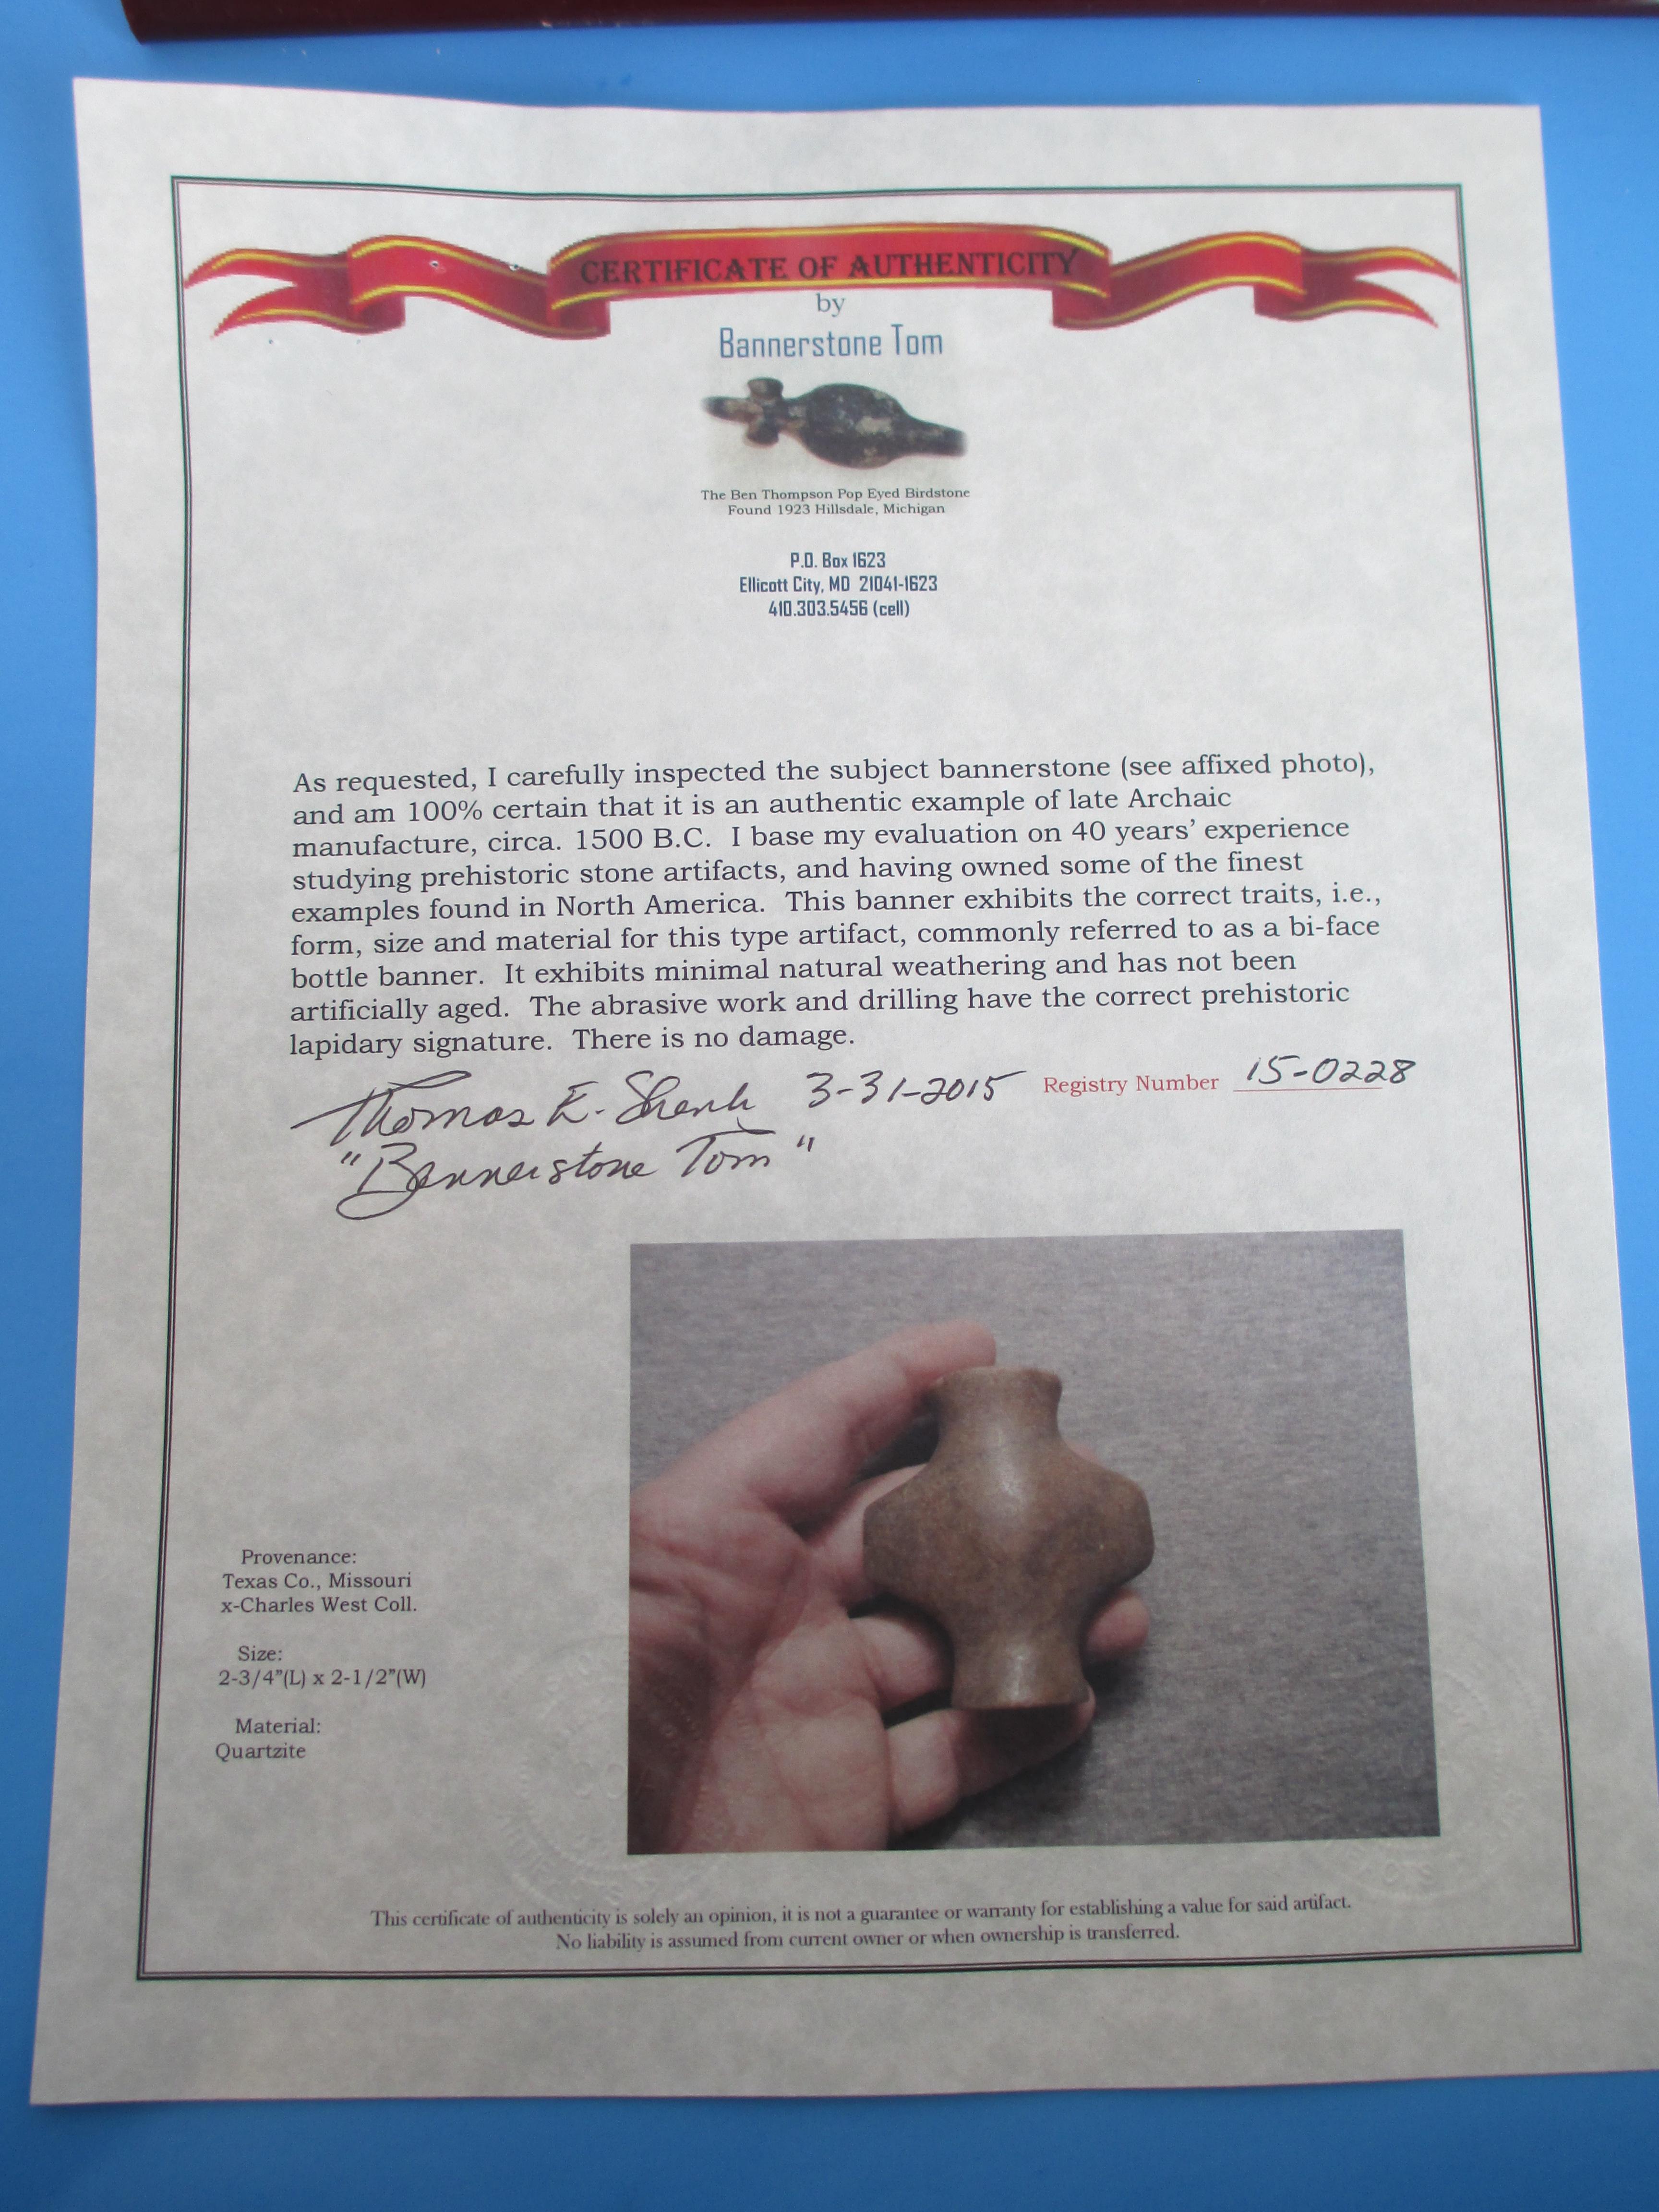 CERTIFICATE OF AUTHENTICITY
by
Bannerstone Tom
The Ben Thompson Pop Eyed Birdstone
Found 1923 Hillsdale, Michigan
P.O. Box 1623
Ellicott City, MD 21041-1623
410.303.5456 (cell)
As requested, I carefully inspected the subject bannerstone (see affixed photo),
and am 100% certain that it is an authentic example of late Archaic
manufacture, circa. 1500 B.C. I base my evaluation on 40 years’ experience
studying prehistoric stone artifacts, and having owned some of the finest
examples found in North America. This banner exhibits the correct traits, i.e.,
form, size and material for this type artifact, commonly referred to as a bi-face
bottle banner. It exhibits minimal natural weathering and has not been
artificially aged. The abrasive work and drilling have the correct prehistoric
lapidary signature. There is no damage.
Thomas E. 3-31-2015 Registry Number 15-0228
"Bannerstone Tom"
Provenance:
Texas Co., Missouri
x-Charles West Coll.
Size:
2-3/4”(L) x 2-1/2”(W)
Material:
Quartzite
This certificate of authenticity is solely an opinion, it is not a guarantee or warranty for establishing a value for said artifact.
No liability is assumed from current owner or when ownership is transferred.